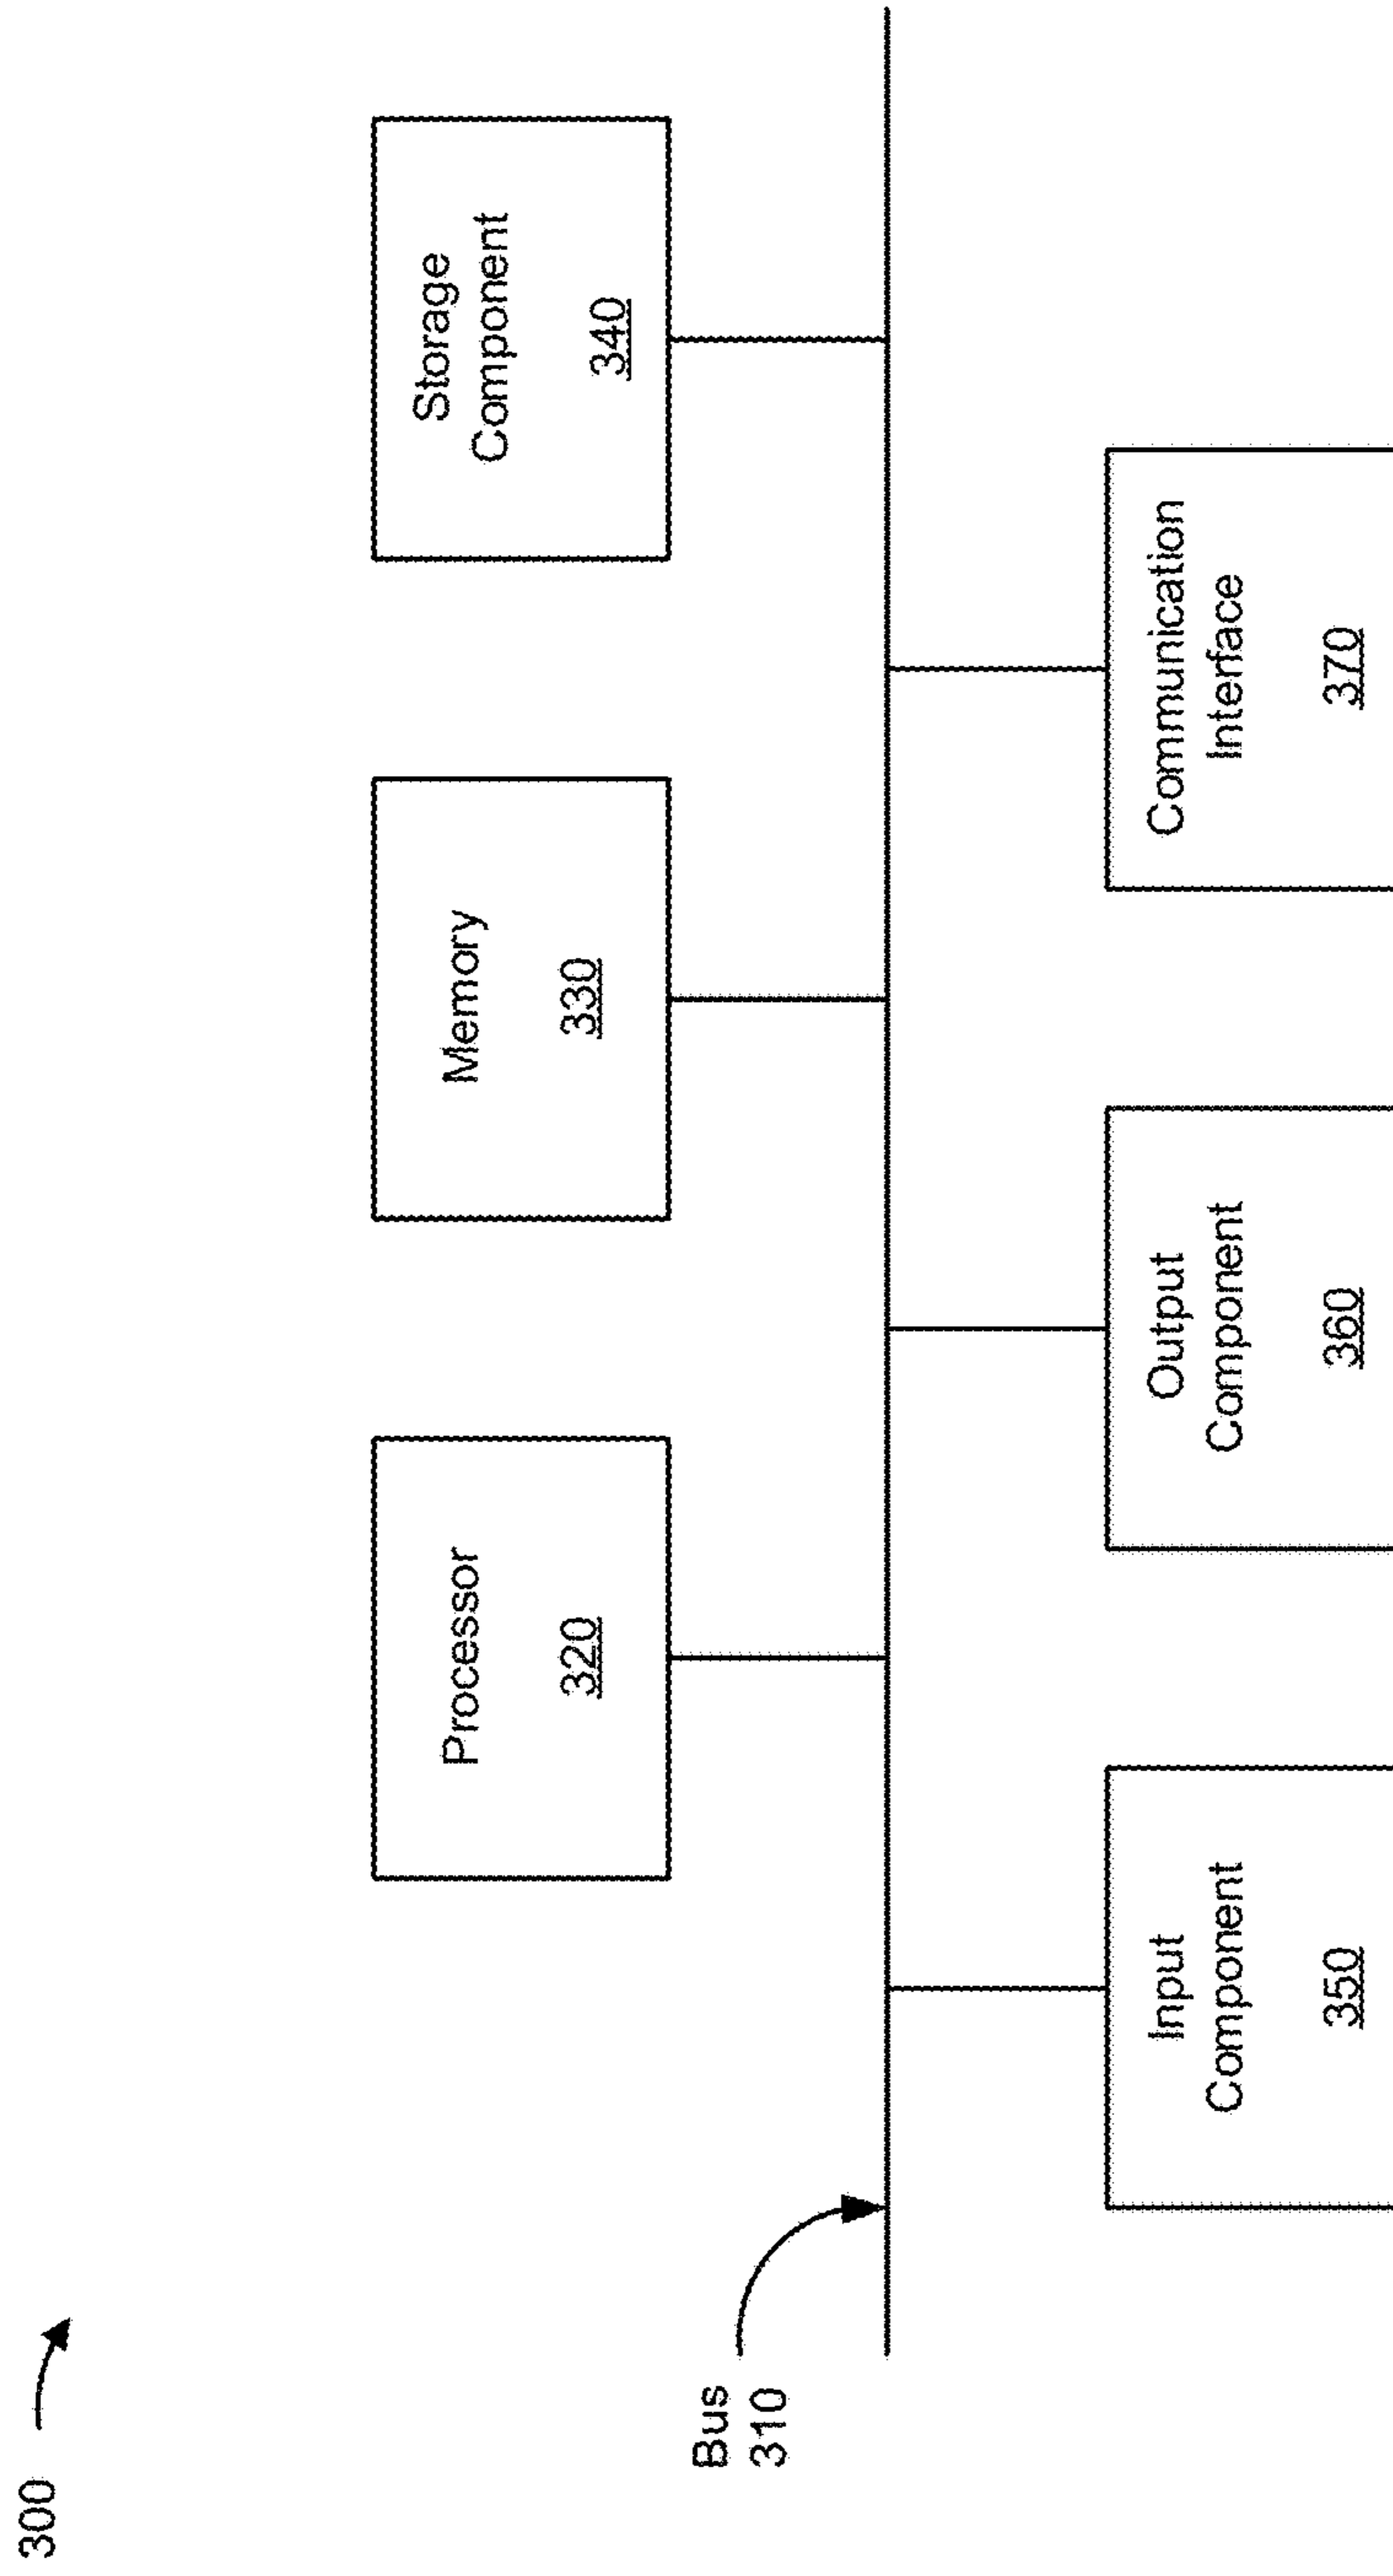 300
Processor
320
Memory
330
Storage
Component
340
Bus
310
Input
Component
350
Output
Component
360
Communication
Interface
370